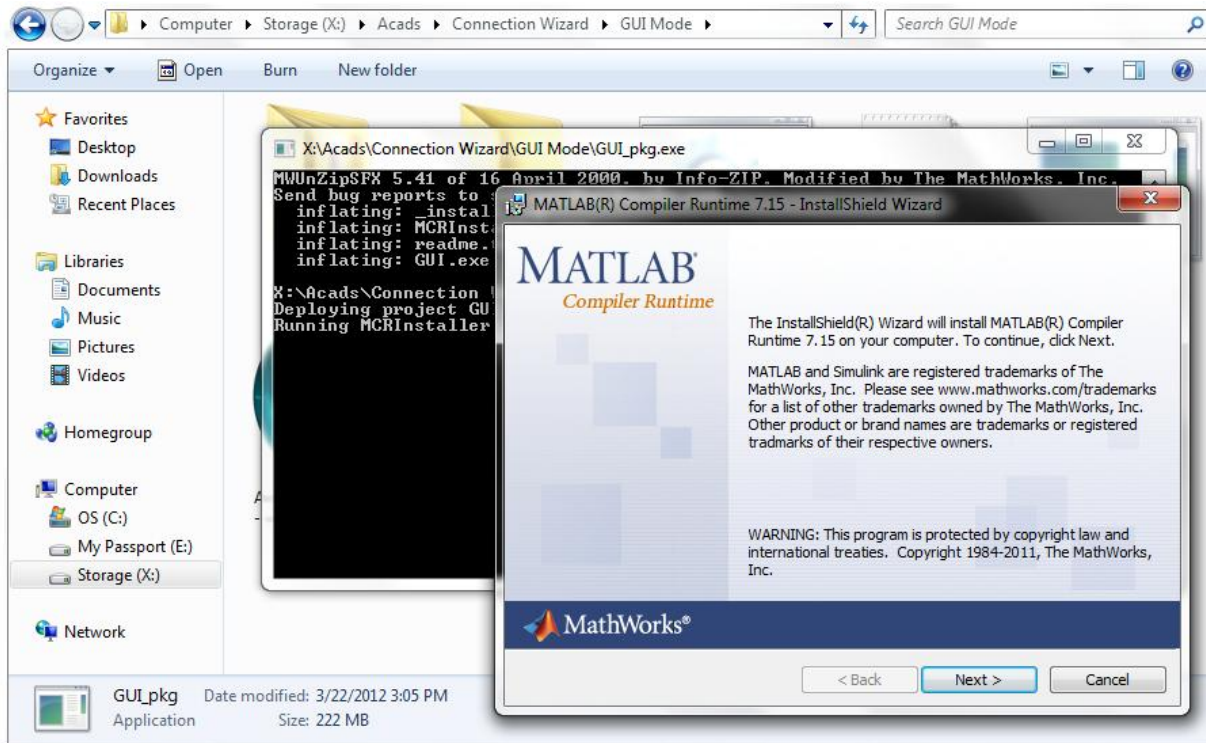 Computer ▸ Storage (X:) ▸ Acads ▸ Connection Wizard ▸ GUI Mode ▸
Search GUI Mode
Organize Open Burn New folder
Favorites
Desktop
Downloads
Recent Places
Libraries
Documents
Music
Pictures
Videos
Homegroup
Computer
OS (C:)
My Passport (E:)
Storage (X:)
Network
X:\Acads\Connection Wizard\GUI Mode\GUI_pkg.exe
MWUnZipSFX 5.41 of 16 April 2000, by Info-ZIP. Modified by The MathWorks, Inc.
Send bug reports to
inflating: _install
inflating: MCRInst
inflating: readme.
inflating: GUI.exe
X:\Acads\Connection
Deploying project GU
Running MCRInstaller
MATLAB(R) Compiler Runtime 7.15 - InstallShield Wizard
MATLAB®
Compiler Runtime
The InstallShield(R) Wizard will install MATLAB(R) Compiler
Runtime 7.15 on your computer. To continue, click Next.
MATLAB and Simulink are registered trademarks of The
MathWorks, Inc. Please see www.mathworks.com/trademarks
for a list of other trademarks owned by The MathWorks, Inc.
Other product or brand names are trademarks or registered
tradmarks of their respective owners.
WARNING: This program is protected by copyright law and
international treaties. Copyright 1984-2011, The MathWorks,
Inc.
MathWorks®
< Back Next > Cancel
GUI_pkg Date modified: 3/22/2012 3:05 PM
Application Size: 222 MB